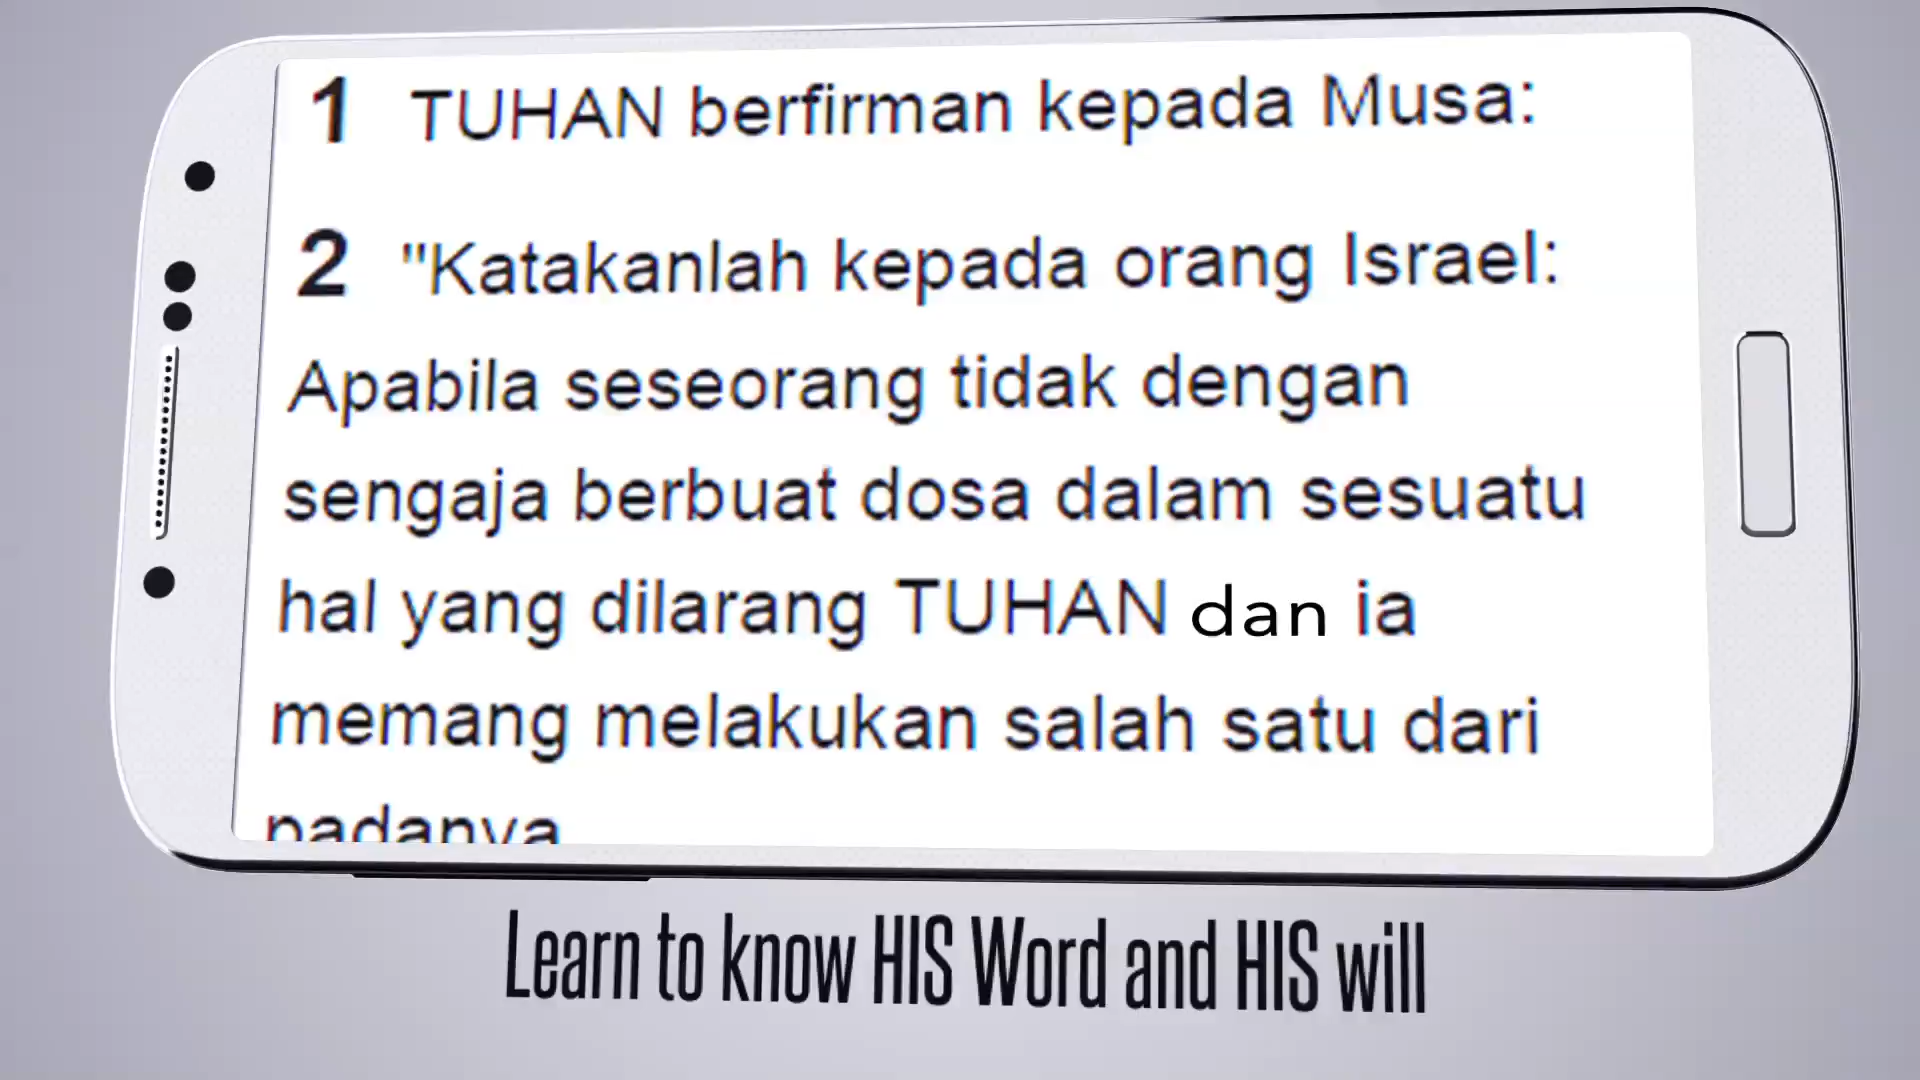 1 TUHAN berfirman kepada Musa:
2 "Katakanlah kepada orang Israel:
Apabila seseorang tidak dengan
sengaja berbuat dosa dalam sesuatu
hal yang dilarang TUHAN dan ia
memang melakukan salah satu dari
padanya
Learn to know HIS Word and HIS will